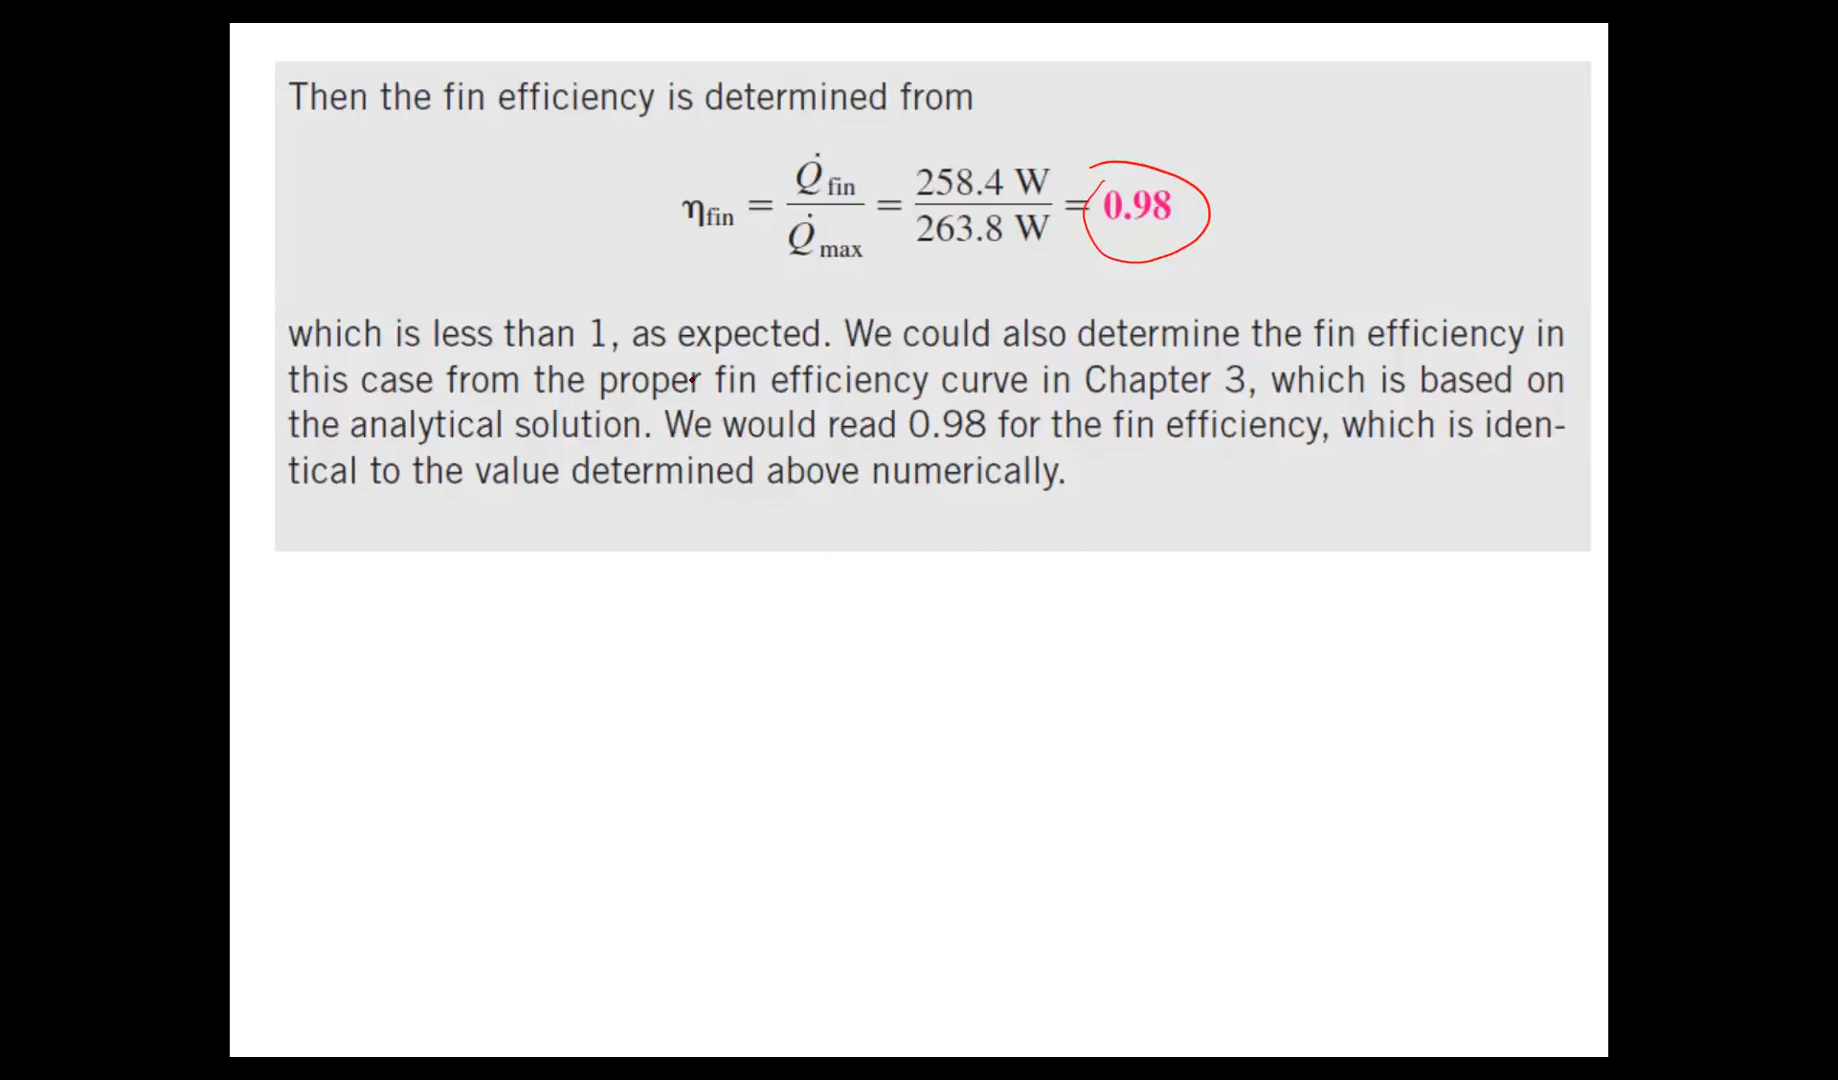 Then the fin efficiency is determined from
η_fin = Q̇_fin / Q̇_max = 258.4 W / 263.8 W = 0.98
which is less than 1, as expected. We could also determine the fin efficiency in
this case from the proper fin efficiency curve in Chapter 3, which is based on
the analytical solution. We would read 0.98 for the fin efficiency, which is iden-
tical to the value determined above numerically.